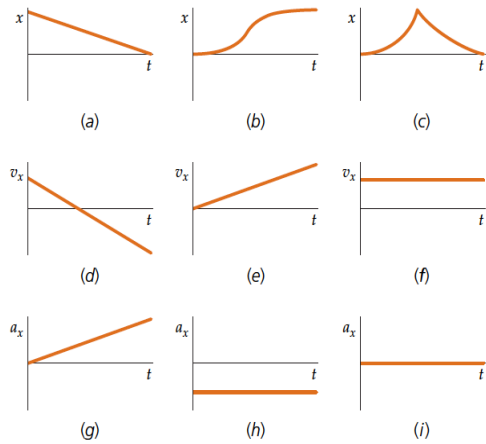 x x x
t t t
(a) (b) (c)
vx vx vx
t t t
(d) (e) (f)
ax ax ax
t t t
(g) (h) (i)